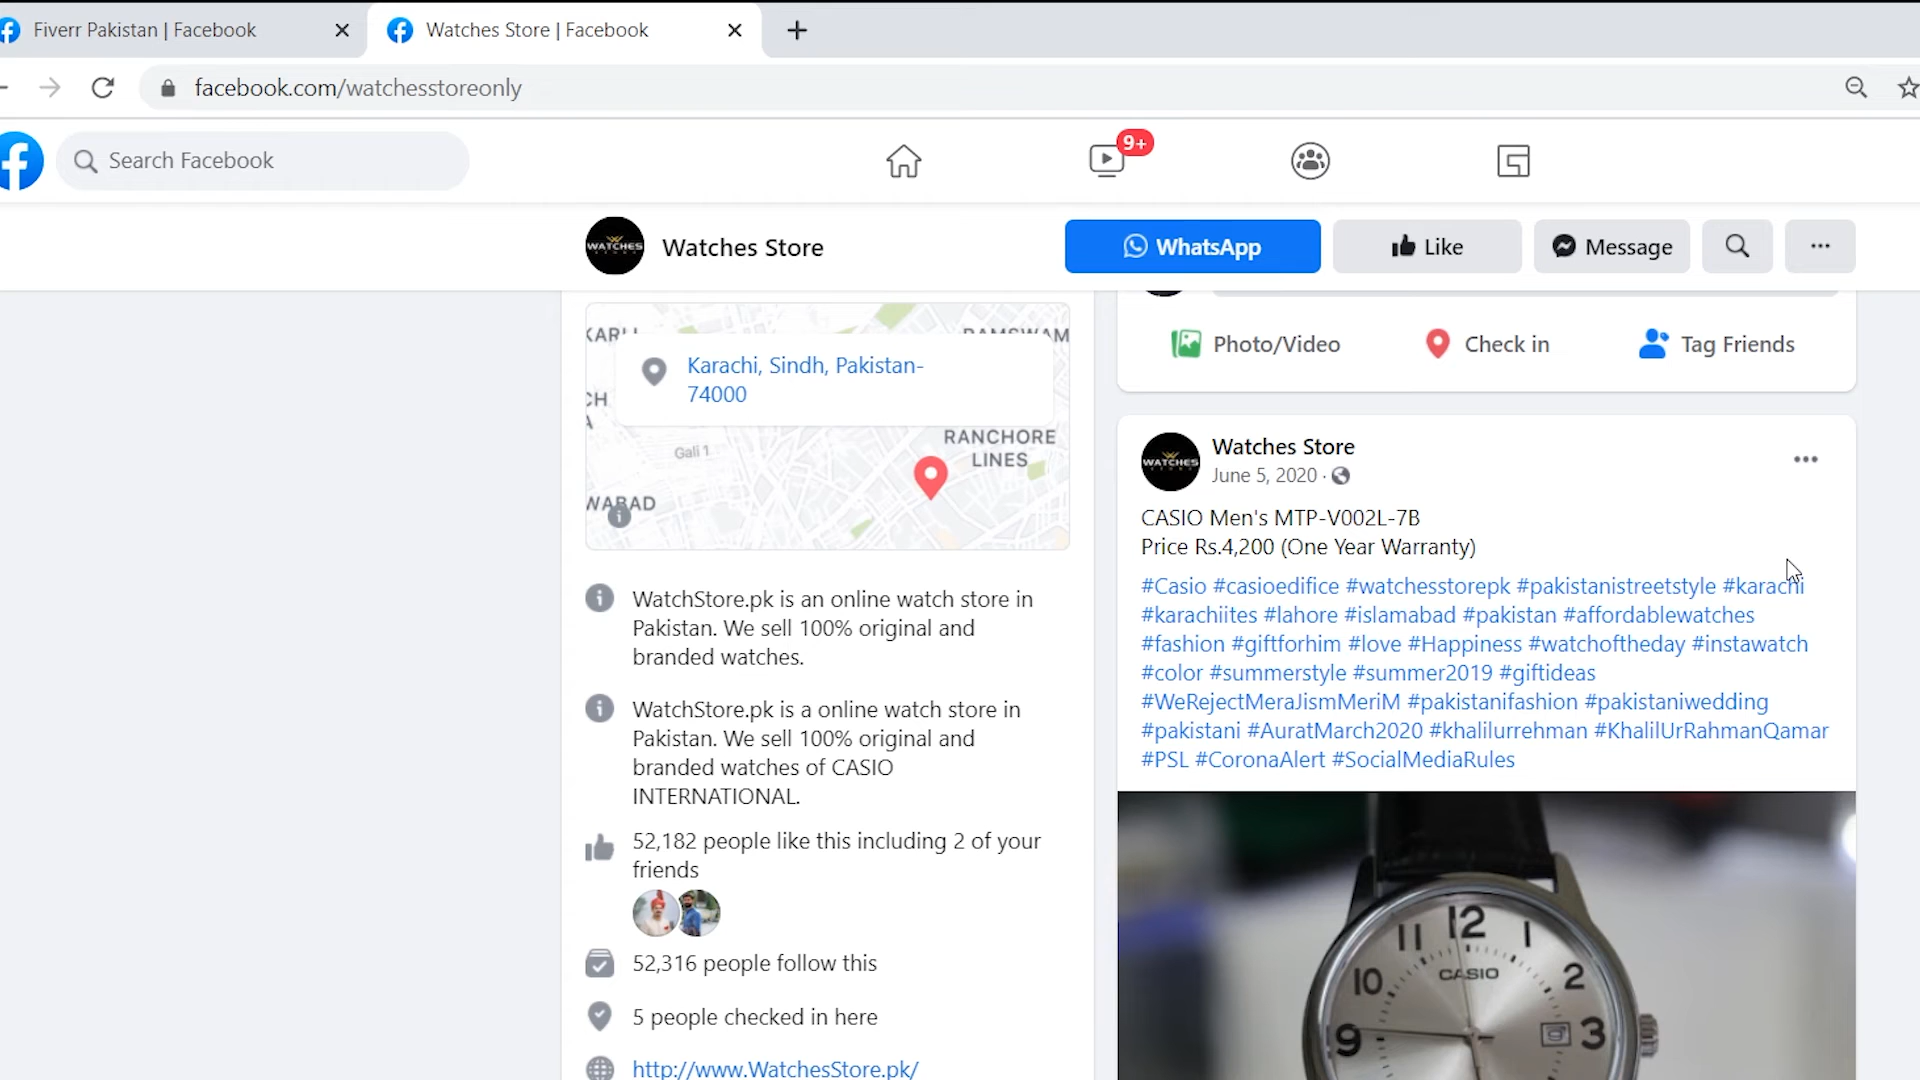 Fiverr Pakistan | Facebook
Watches Store | Facebook
facebook.com/watchesstoreonly
Search Facebook
9+
WATCHES
Watches Store
WhatsApp
Like
Message
Photo/Video
Check in
Tag Friends
Karachi, Sindh, Pakistan-
74000
Gali 1
RANCHORE
LINES
WatchStore.pk is an online watch store in
Pakistan. We sell 100% original and
branded watches.
WatchStore.pk is a online watch store in
Pakistan. We sell 100% original and
branded watches of CASIO
INTERNATIONAL.
52,182 people like this including 2 of your
friends
52,316 people follow this
5 people checked in here
http://www.WatchesStore.pk/
WATCHES
Watches Store
June 5, 2020 ·
CASIO Men's MTP-V002L-7B
Price Rs.4,200 (One Year Warranty)
#Casio #casioedifice #watchesstorepk #pakistanistreetstyle #karachi
#karachiites #lahore #islamabad #pakistan #affordablewatches
#fashion #giftforhim #love #Happiness #watchoftheday #instawatch
#color #summerstyle #summer2019 #giftideas
#WeRejectMeraJismMeriM #pakistanifashion #pakistaniwedding
#pakistani #AuratMarch2020 #khalilurrehman #KhalilUrRahmanQamar
#PSL #CoronaAlert #SocialMediaRules
11 12 1
10 CASIO 2
9 3